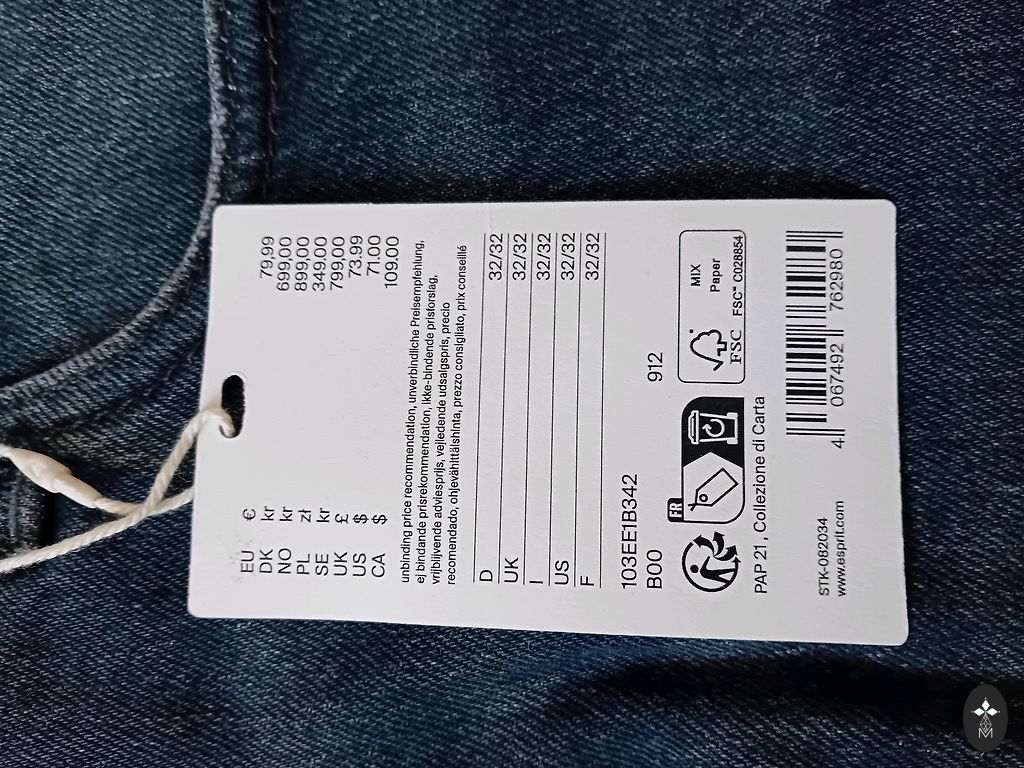 EU € 79,99
DK kr 699,00
NO kr 899,00
PL zł 349.00
SE kr 799,00
UK £ 73.99
US $ 71.00
CA $ 109.00
unbinding price recommendation, unverbindliche Preisempfehlung,
ej bindande prisrekommendation, ikke-bindende prisforslag,
vrijblijvende adviesprijs, vejledende udsalgspris, precio
recomendado, ohjevähittäishinta, prezzo consigliato, prix conseillé
D 32/32
UK 32/32
I 32/32
US 32/32
F 32/32
103EE1B342
B00 912
FR
MIX
Paper
FSC
FSC™ C028854
PAP 21, Collezione di Carta
4 067492 762980
STK-082034
www.esprit.com
M